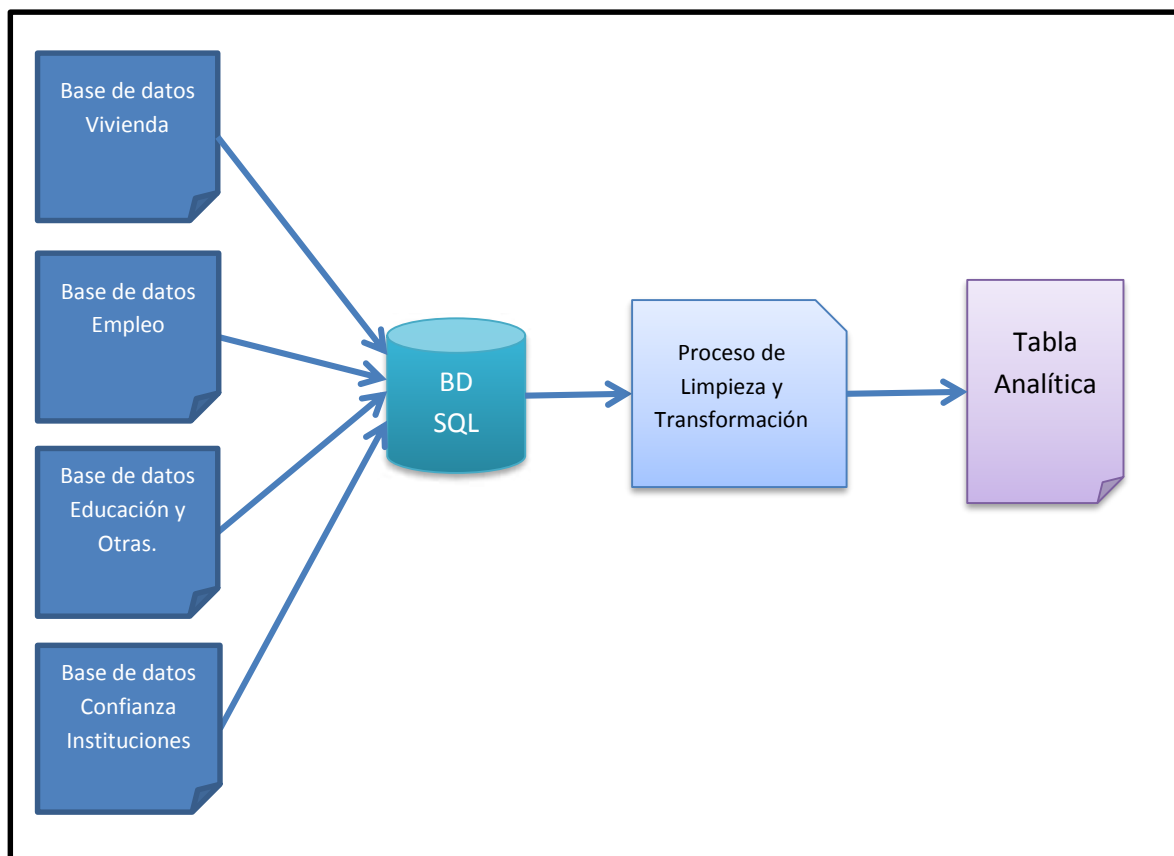 Base de datos
Vivienda
Base de datos
Empleo
Base de datos
Educación y
Otras.
Base de datos
Confianza
Instituciones
BD
SQL
Proceso de
Limpieza y
Transformación
Tabla
Analítica